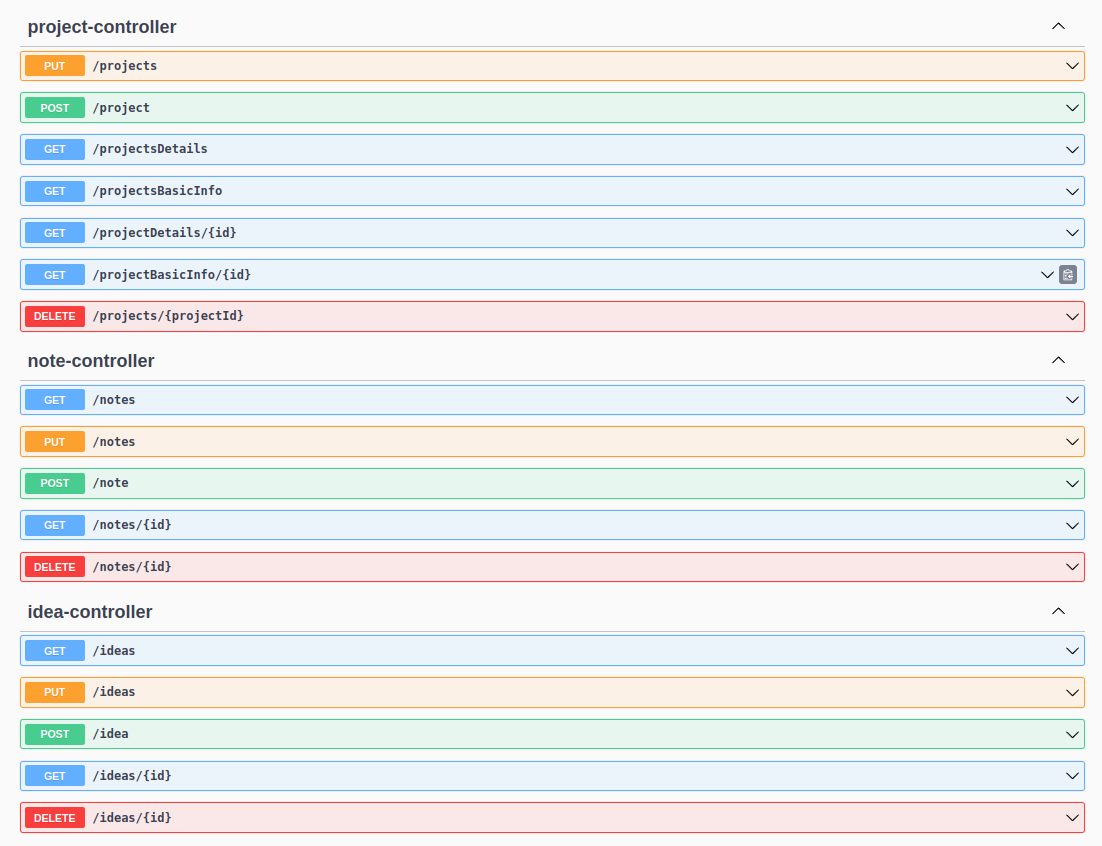 project-controller
PUT /projects
POST /project
GET /projectsDetails
GET /projectsBasicInfo
GET /projectDetails/{id}
GET /projectBasicInfo/{id}
DELETE /projects/{projectId}
note-controller
GET /notes
PUT /notes
POST /note
GET /notes/{id}
DELETE /notes/{id}
idea-controller
GET /ideas
PUT /ideas
POST /idea
GET /ideas/{id}
DELETE /ideas/{id}